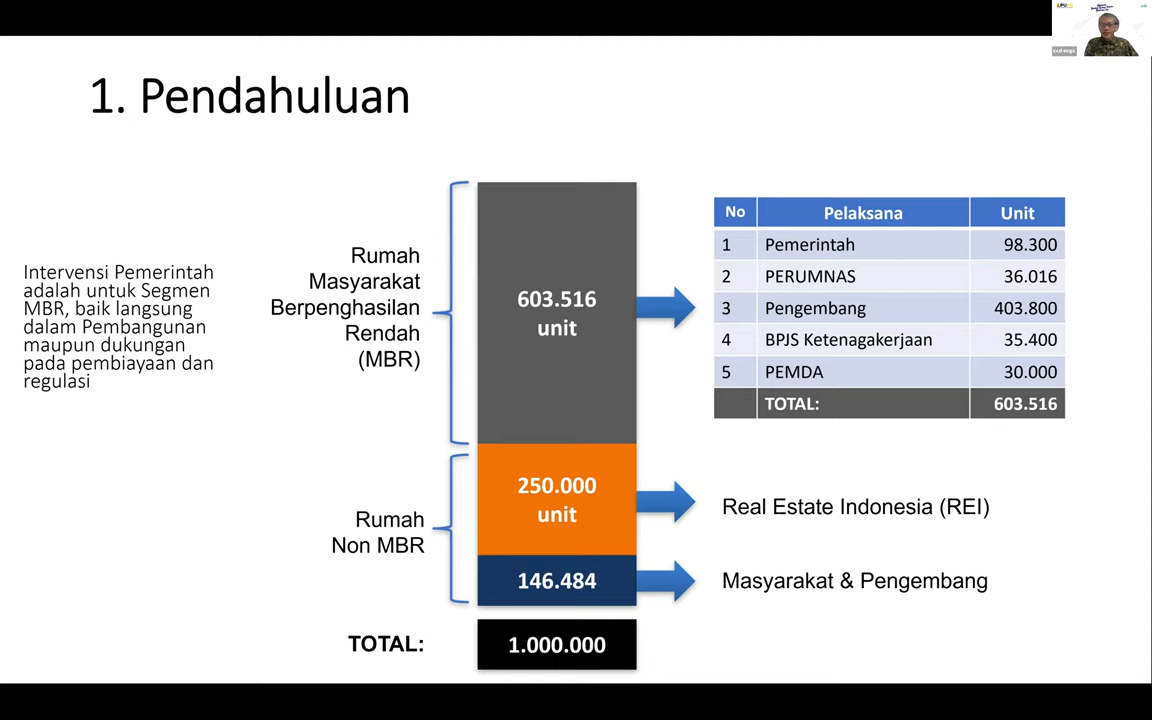 1. Pendahuluan
Intervensi Pemerintah
adalah untuk Segmen
MBR, baik langsung
dalam Pembangunan
maupun dukungan
pada pembiayaan dan
regulasi
Rumah
Masyarakat
Berpenghasilan
Rendah
(MBR)
603.516
unit
No Pelaksana Unit
1 Pemerintah 98.300
2 PERUMNAS 36.016
3 Pengembang 403.800
4 BPJS Ketenagakerjaan 35.400
5 PEMDA 30.000
TOTAL: 603.516
Rumah
Non MBR
250.000
unit
Real Estate Indonesia (REI)
146.484
Masyarakat & Pengembang
TOTAL:
1.000.000